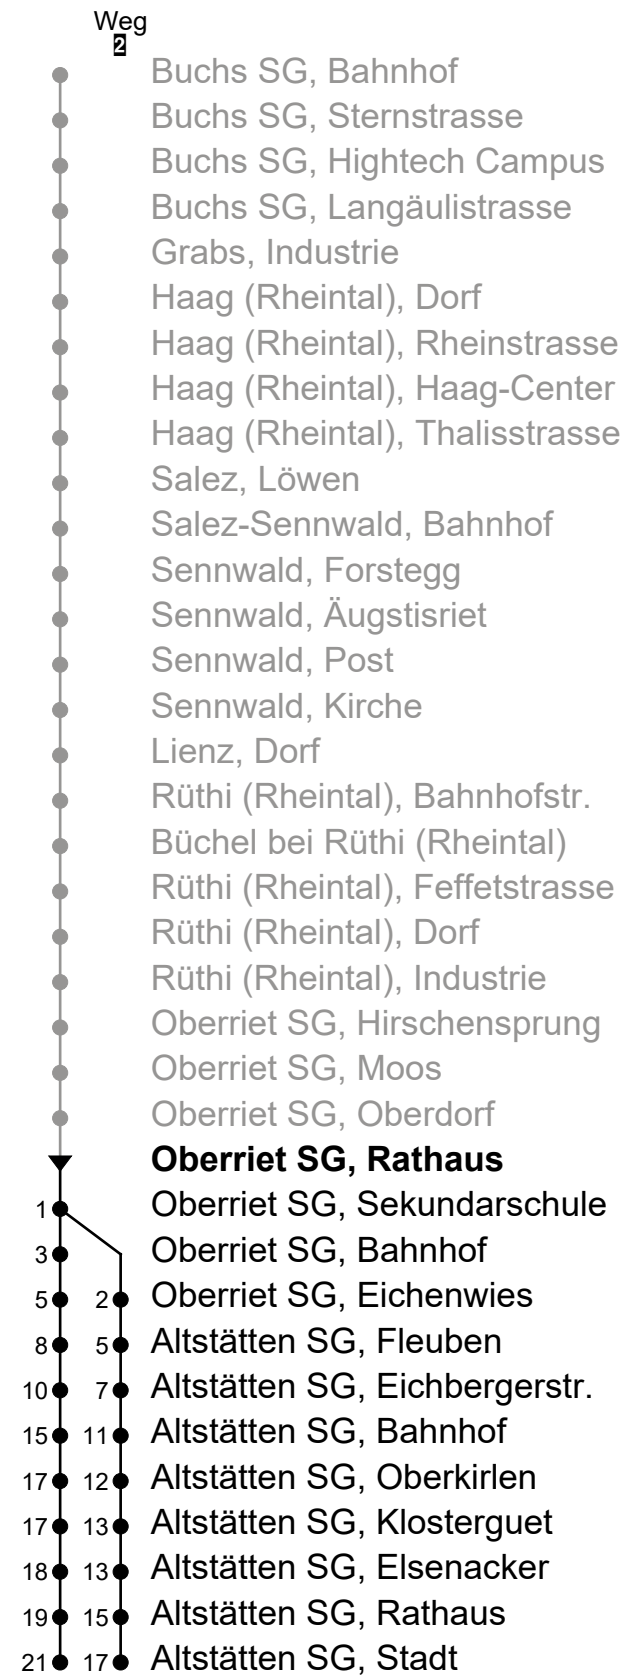 Weg
2
Buchs SG, Bahnhof
Buchs SG, Sternstrasse
Buchs SG, Hightech Campus
Buchs SG, Langäulistrasse
Grabs, Industrie
Haag (Rheintal), Dorf
Haag (Rheintal), Rheinstrasse
Haag (Rheintal), Haag-Center
Haag (Rheintal), Thalisstrasse
Salez, Löwen
Salez-Sennwald, Bahnhof
Sennwald, Forstegg
Sennwald, Äugstisriet
Sennwald, Post
Sennwald, Kirche
Lienz, Dorf
Rüthi (Rheintal), Bahnhofstr.
Büchel bei Rüthi (Rheintal)
Rüthi (Rheintal), Feffetstrasse
Rüthi (Rheintal), Dorf
Rüthi (Rheintal), Industrie
Oberriet SG, Hirschensprung
Oberriet SG, Moos
Oberriet SG, Oberdorf
Oberriet SG, Rathaus
1 Oberriet SG, Sekundarschule
3 Oberriet SG, Bahnhof
5 2 Oberriet SG, Eichenwies
8 5 Altstätten SG, Fleuben
10 7 Altstätten SG, Eichbergerstr.
15 11 Altstätten SG, Bahnhof
17 12 Altstätten SG, Oberkirlen
17 13 Altstätten SG, Klosterguet
18 13 Altstätten SG, Elsenacker
19 15 Altstätten SG, Rathaus
21 17 Altstätten SG, Stadt